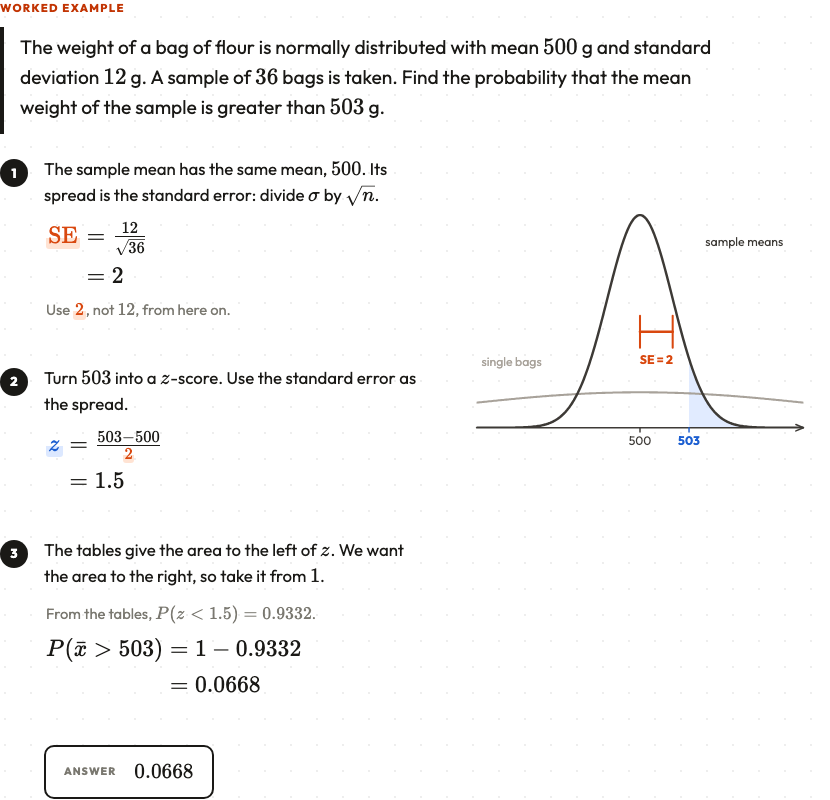 WORKED EXAMPLE
The weight of a bag of flour is normally distributed with mean 500 g and standard
deviation 12 g. A sample of 36 bags is taken. Find the probability that the mean
weight of the sample is greater than 503 g.
1
The sample mean has the same mean, 500. Its
spread is the standard error: divide σ by √n.
SE = 12/√36
= 2
Use 2, not 12, from here on.
2
Turn 503 into a z-score. Use the standard error as
the spread.
z = 503−500/2
= 1.5
3
The tables give the area to the left of z. We want
the area to the right, so take it from 1.
From the tables, P(z < 1.5) = 0.9332.
P(x̄ > 503) = 1 − 0.9332
= 0.0668
ANSWER 0.0668
sample means
SE = 2
single bags
500 503